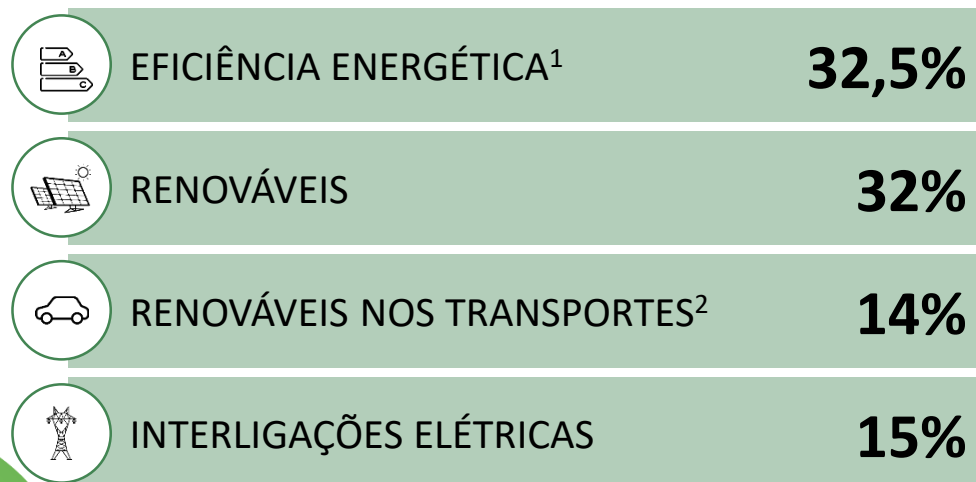 A
B
C
EFICIÊNCIA ENERGÉTICA¹ 32,5%
RENOVÁVEIS 32%
RENOVÁVEIS NOS TRANSPORTES² 14%
INTERLIGAÇÕES ELÉTRICAS 15%